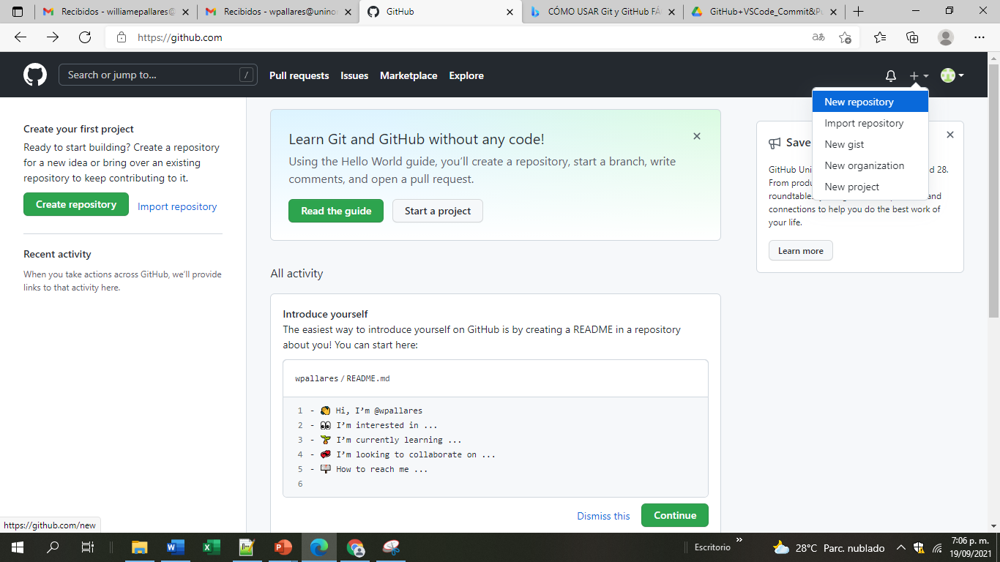 Recibidos - williamepallares@
Recibidos - wpallares@unino
GitHub
CÓMO USAR Git y GitHub FÁ
GitHub+VSCode_Commit&Pu
https://github.com
Search or jump to...
/
Pull requests
Issues
Marketplace
Explore
New repository
Import repository
New gist
New organization
New project
Create your first project
Ready to start building? Create a repository
for a new idea or bring over an existing
repository to keep contributing to it.
Create repository
Import repository
Recent activity
When you take actions across GitHub, we'll provide
links to that activity here.
Learn Git and GitHub without any code!
Using the Hello World guide, you'll create a repository, start a branch, write
comments, and open a pull request.
Read the guide
Start a project
All activity
Introduce yourself
The easiest way to introduce yourself on GitHub is by creating a README in a repository
about you! You can start here:
wpallares / README.md
1 - 👋 Hi, I'm @wpallares
2 - 👀 I'm interested in ...
3 - 🌱 I'm currently learning ...
4 - 💞️ I'm looking to collaborate on ...
5 - 📫 How to reach me ...
6
Dismiss this
Continue
Save
GitHub Uni d 28.
From produ
roundtable and
connections to help you do the best work of
your life.
Learn more
https://github.com/new
Escritorio
28°C Parc. nublado
7:06 p. m.
19/09/2021